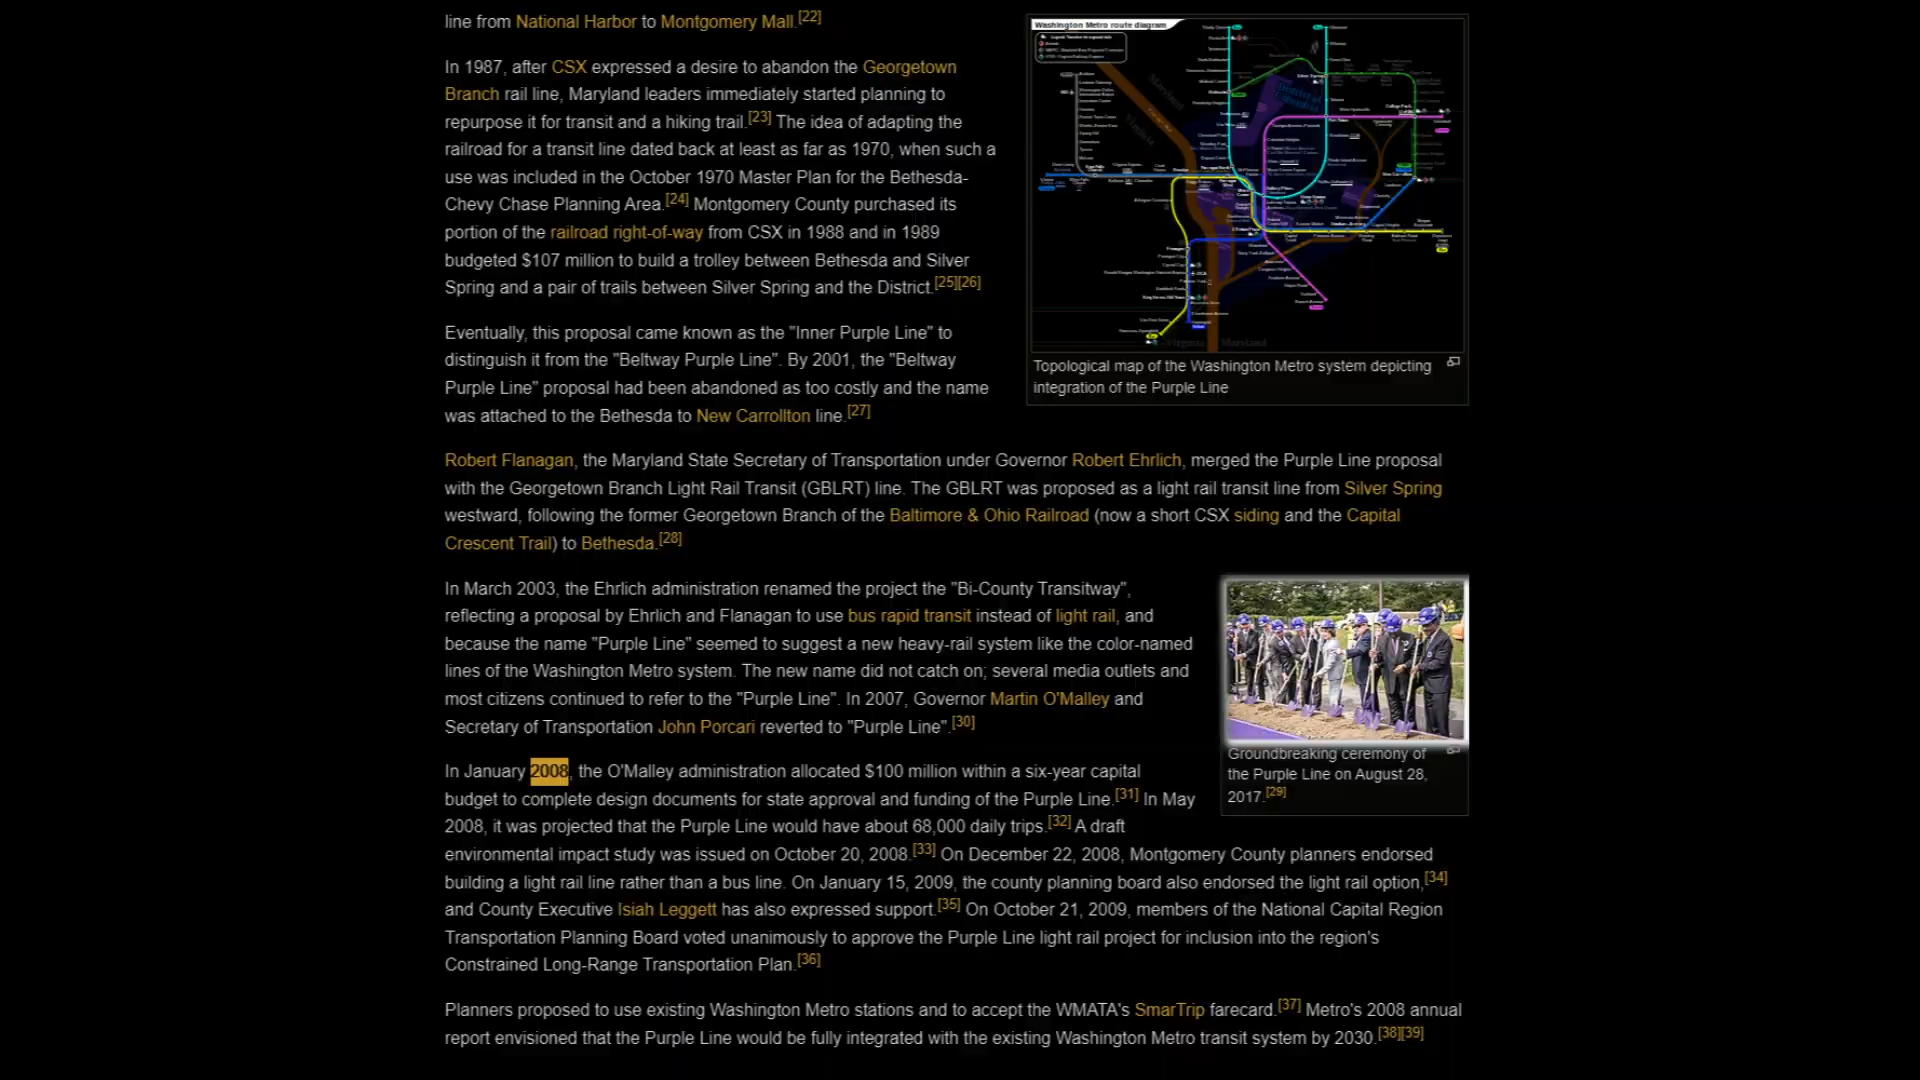 line from National Harbor to Montgomery Mall.[22]
In 1987, after CSX expressed a desire to abandon the Georgetown
Branch rail line, Maryland leaders immediately started planning to
repurpose it for transit and a hiking trail.[23] The idea of adapting the
railroad for a transit line dated back at least as far as 1970, when such a
use was included in the October 1970 Master Plan for the Bethesda-
Chevy Chase Planning Area.[24] Montgomery County purchased its
portion of the railroad right-of-way from CSX in 1988 and in 1989
budgeted $107 million to build a trolley between Bethesda and Silver
Spring and a pair of trails between Silver Spring and the District.[25][26]
Eventually, this proposal came known as the "Inner Purple Line" to
distinguish it from the "Beltway Purple Line". By 2001, the "Beltway
Purple Line" proposal had been abandoned as too costly and the name
was attached to the Bethesda to New Carrollton line.[27]
Washington Metro route diagram
Maryland
Virginia
District of
Columbia
Virginia Maryland
Topological map of the Washington Metro system depicting
integration of the Purple Line
Robert Flanagan, the Maryland State Secretary of Transportation under Governor Robert Ehrlich, merged the Purple Line proposal
with the Georgetown Branch Light Rail Transit (GBLRT) line. The GBLRT was proposed as a light rail transit line from Silver Spring
westward, following the former Georgetown Branch of the Baltimore & Ohio Railroad (now a short CSX siding and the Capital
Crescent Trail) to Bethesda.[28]
In March 2003, the Ehrlich administration renamed the project the "Bi-County Transitway",
reflecting a proposal by Ehrlich and Flanagan to use bus rapid transit instead of light rail, and
because the name "Purple Line" seemed to suggest a new heavy-rail system like the color-named
lines of the Washington Metro system. The new name did not catch on; several media outlets and
most citizens continued to refer to the "Purple Line". In 2007, Governor Martin O'Malley and
Secretary of Transportation John Porcari reverted to "Purple Line".[30]
Groundbreaking ceremony of
the Purple Line on August 28,
2017.[29]
In January 2008, the O'Malley administration allocated $100 million within a six-year capital
budget to complete design documents for state approval and funding of the Purple Line.[31] In May
2008, it was projected that the Purple Line would have about 68,000 daily trips.[32] A draft
environmental impact study was issued on October 20, 2008.[33] On December 22, 2008, Montgomery County planners endorsed
building a light rail line rather than a bus line. On January 15, 2009, the county planning board also endorsed the light rail option,[34]
and County Executive Isiah Leggett has also expressed support.[35] On October 21, 2009, members of the National Capital Region
Transportation Planning Board voted unanimously to approve the Purple Line light rail project for inclusion into the region's
Constrained Long-Range Transportation Plan.[36]
Planners proposed to use existing Washington Metro stations and to accept the WMATA's SmarTrip farecard.[37] Metro's 2008 annual
report envisioned that the Purple Line would be fully integrated with the existing Washington Metro transit system by 2030.[38][39]